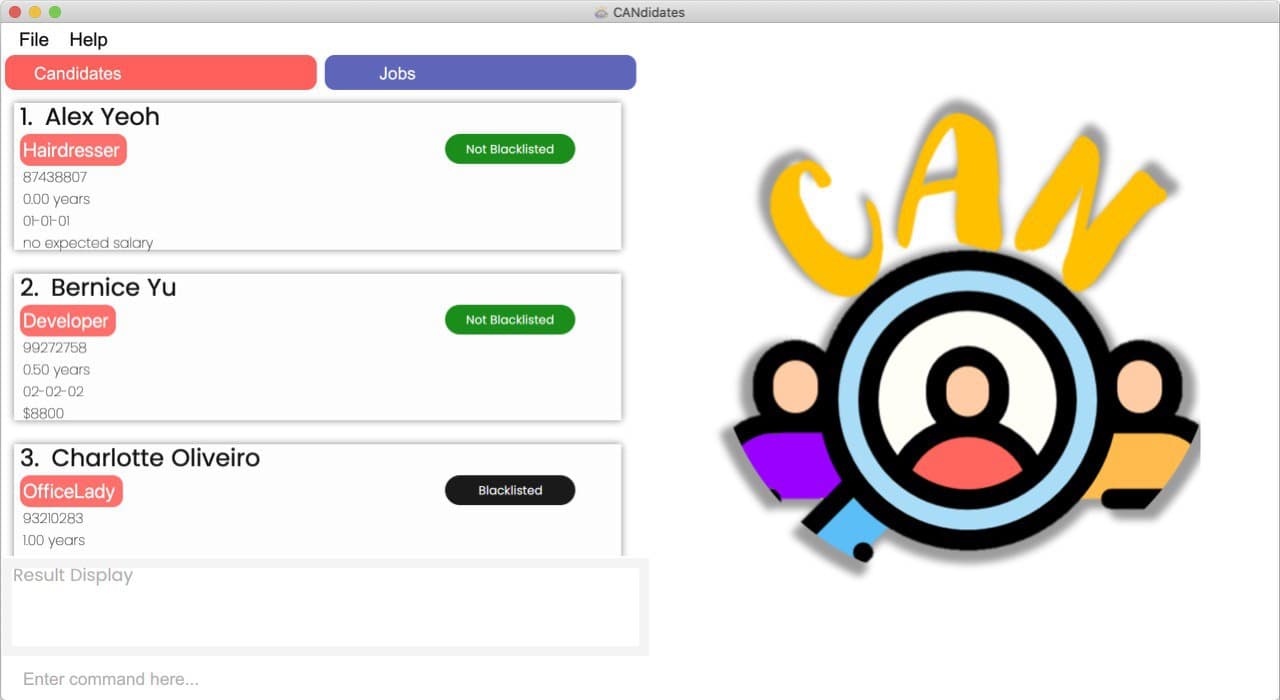 CANdidates
File Help
Candidates Jobs
1. Alex Yeoh
Hairdresser
Not Blacklisted
87438807
0.00 years
01-01-01
no expected salary
2. Bernice Yu
Developer
Not Blacklisted
99272758
0.50 years
02-02-02
$8800
3. Charlotte Oliveiro
OfficeLady
Blacklisted
93210283
1.00 years
Result Display
Enter command here...
CAN